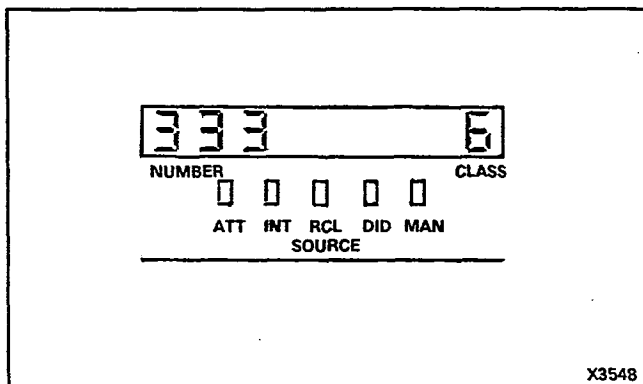 333 6
NUMBER CLASS
ATT INT RCL DID MAN
SOURCE
X3548